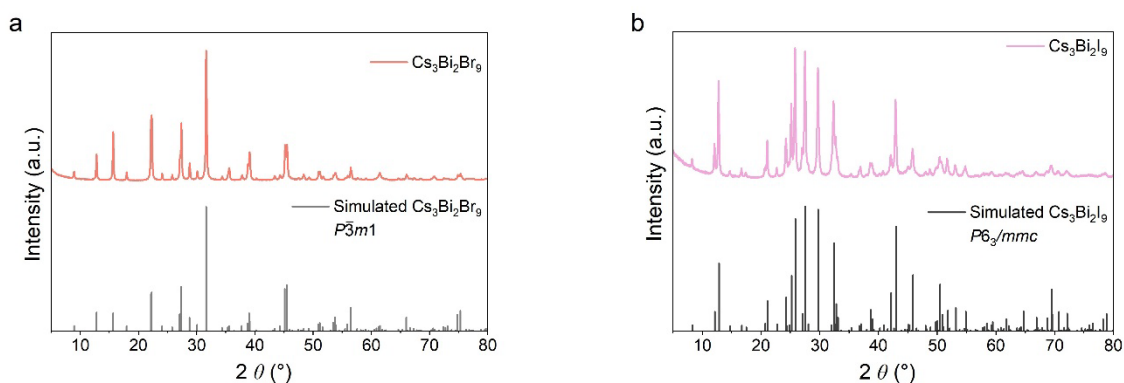 a
Intensity (a.u.)
Cs₃Bi₂Br₉
Simulated Cs₃Bi₂Br₉
P3̅m1
10 20 30 40 50 60 70 80
2 θ (°)
b
Intensity (a.u.)
Cs₃Bi₂I₉
Simulated Cs₃Bi₂I₉
P6₃/mmc
10 20 30 40 50 60 70 80
2 θ (°)